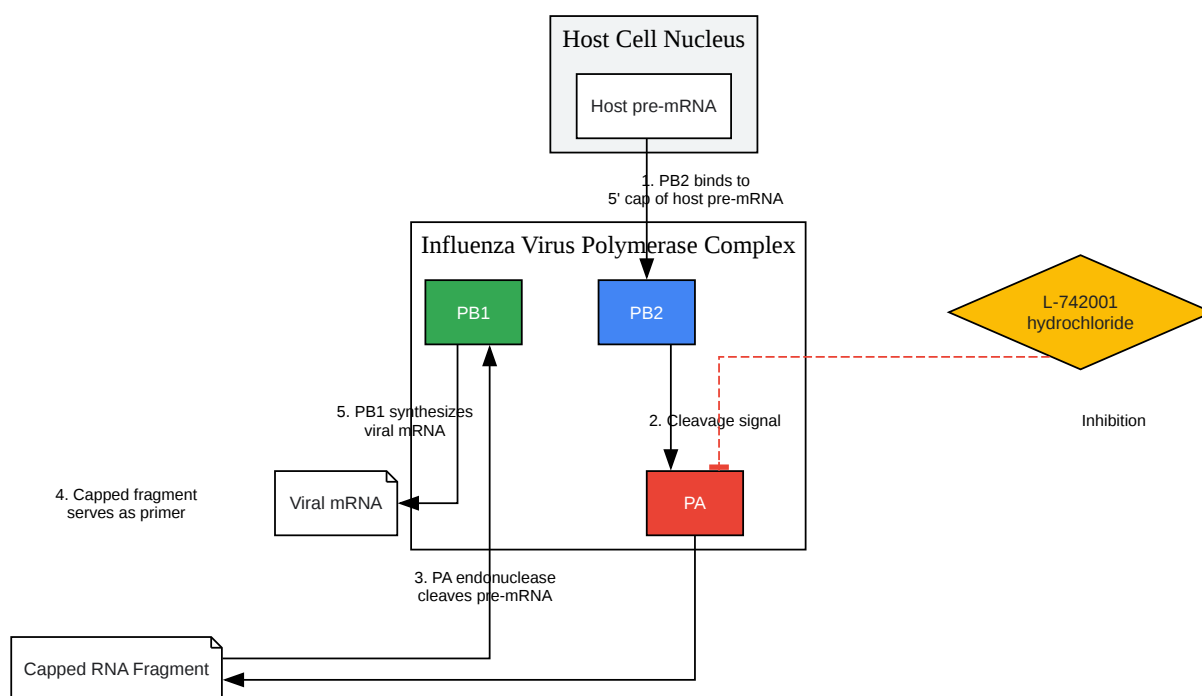 Host Cell Nucleus
Host pre-mRNA
1. PB2 binds to
5' cap of host pre-mRNA
Influenza Virus Polymerase Complex
PB1
PB2
L-742001
hydrochloride
5. PB1 synthesizes
viral mRNA
2. Cleavage signal
Inhibition
4. Capped fragment
serves as primer
Viral mRNA
PA
3. PA endonuclease
cleaves pre-mRNA
Capped RNA Fragment